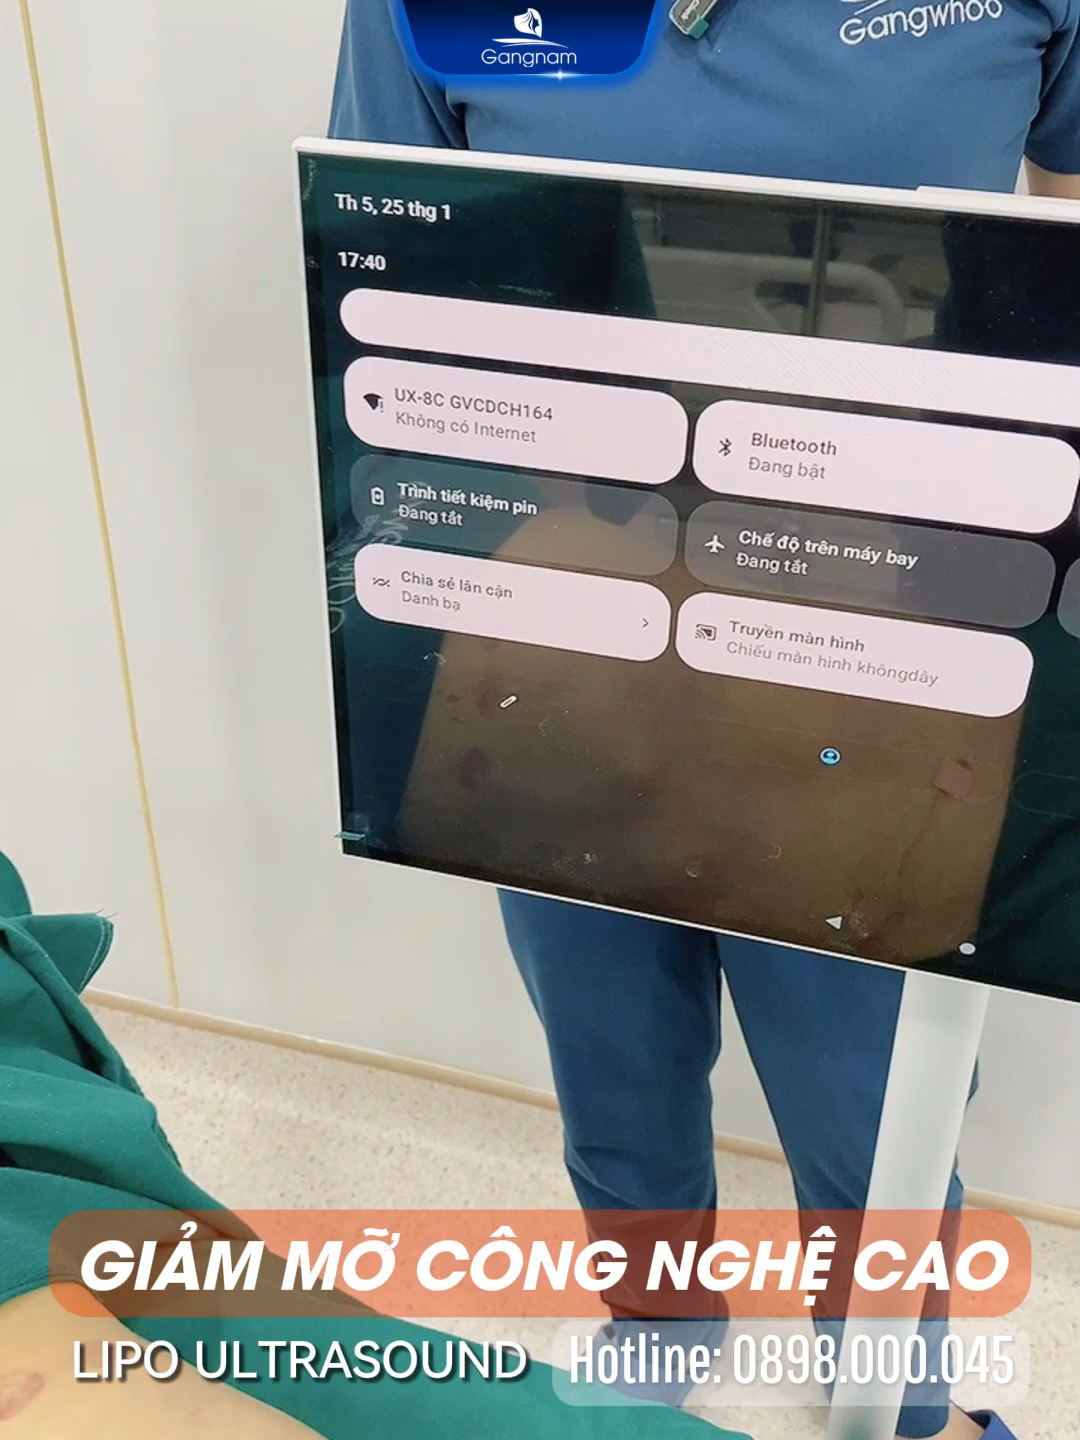 Gangnam
Gangwhoo
Th 5, 25 thg 1
17:40
UX-8C GVCDCH164
Không có Internet
Bluetooth
Đang bật
Trình tiết kiệm pin
Đang tắt
Chế độ trên máy bay
Đang tắt
Chia sẻ lân cận
Danh bạ
Truyền màn hình
Chiếu màn hình khôngdây
GIẢM MỠ CÔNG NGHỆ CAO
LIPO ULTRASOUND
Hotline: 0898.000.045